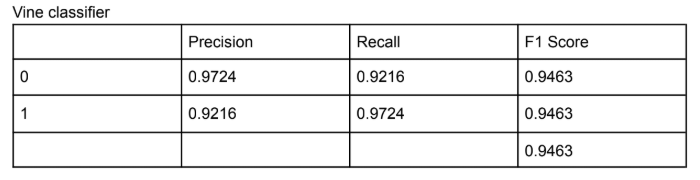 Vine classifier
Precision Recall F1 Score
0 0.9724 0.9216 0.9463
1 0.9216 0.9724 0.9463
0.9463